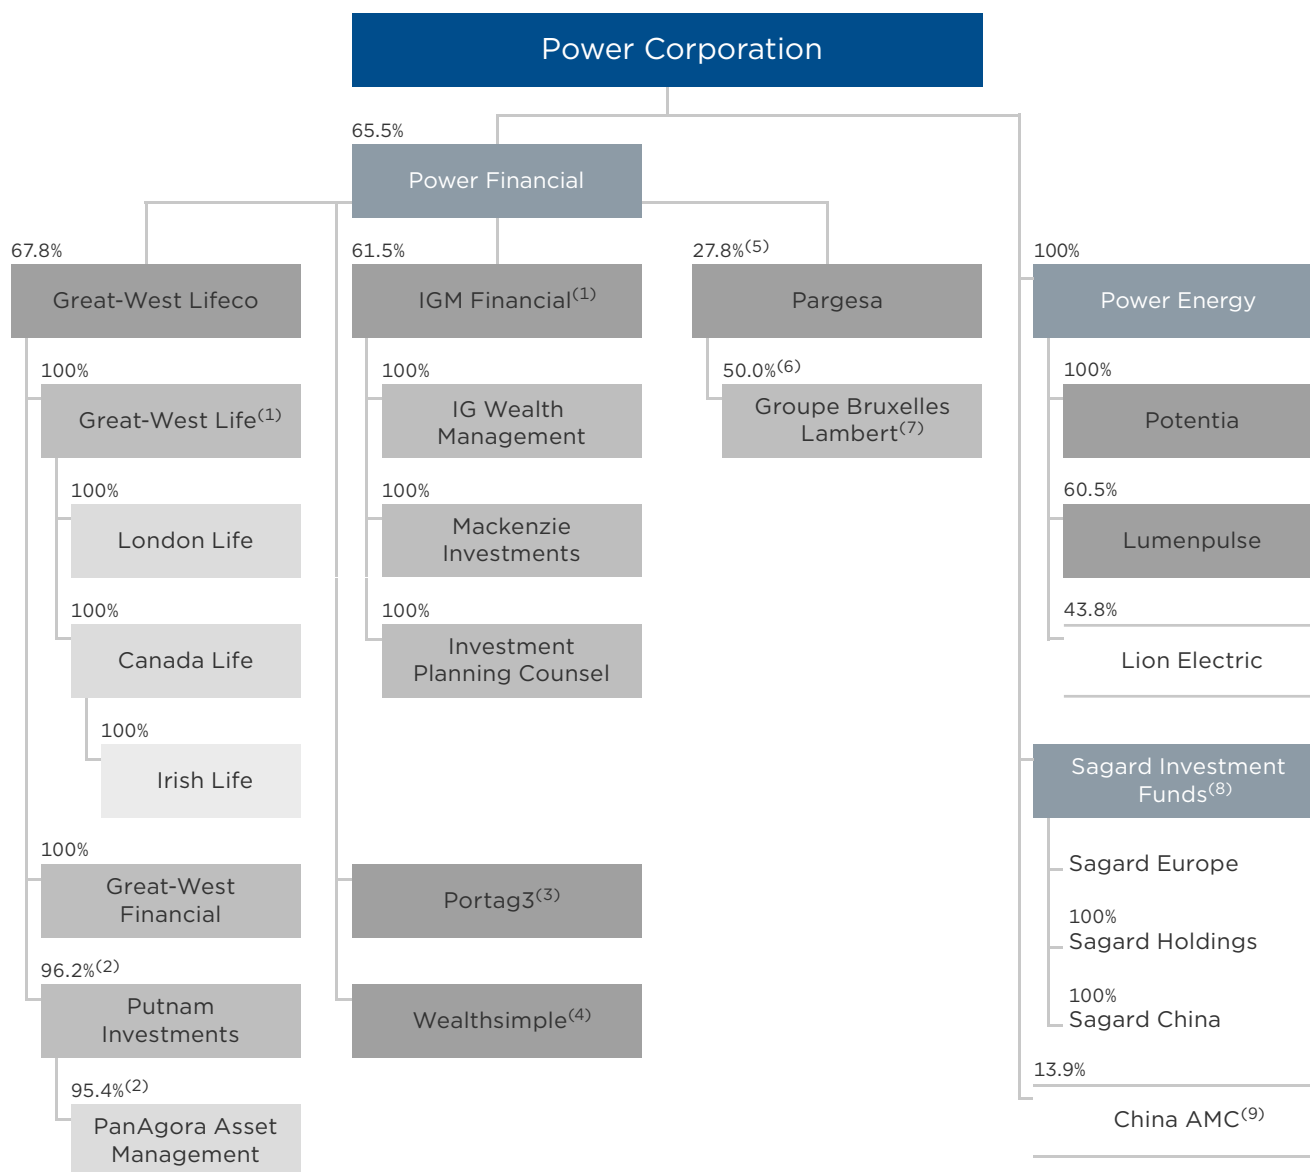 Power Corporation
65.5%
Power Financial
67.8%
Great-West Lifeco
100%
Great-West Life(1)
100%
London Life
100%
Canada Life
100%
Irish Life
100%
Great-West
Financial
96.2%(2)
Putnam
Investments
95.4%(2)
PanAgora Asset
Management
61.5%
IGM Financial(1)
100%
IG Wealth
Management
100%
Mackenzie
Investments
100%
Investment
Planning Counsel
Portag3(3)
Wealthsimple(4)
27.8%(5)
Pargesa
50.0%(6)
Groupe Bruxelles
Lambert(7)
100%
Power Energy
100%
Potentia
60.5%
Lumenpulse
43.8%
Lion Electric
Sagard Investment
Funds(8)
Sagard Europe
100%
Sagard Holdings
100%
Sagard China
13.9%
China AMC(9)